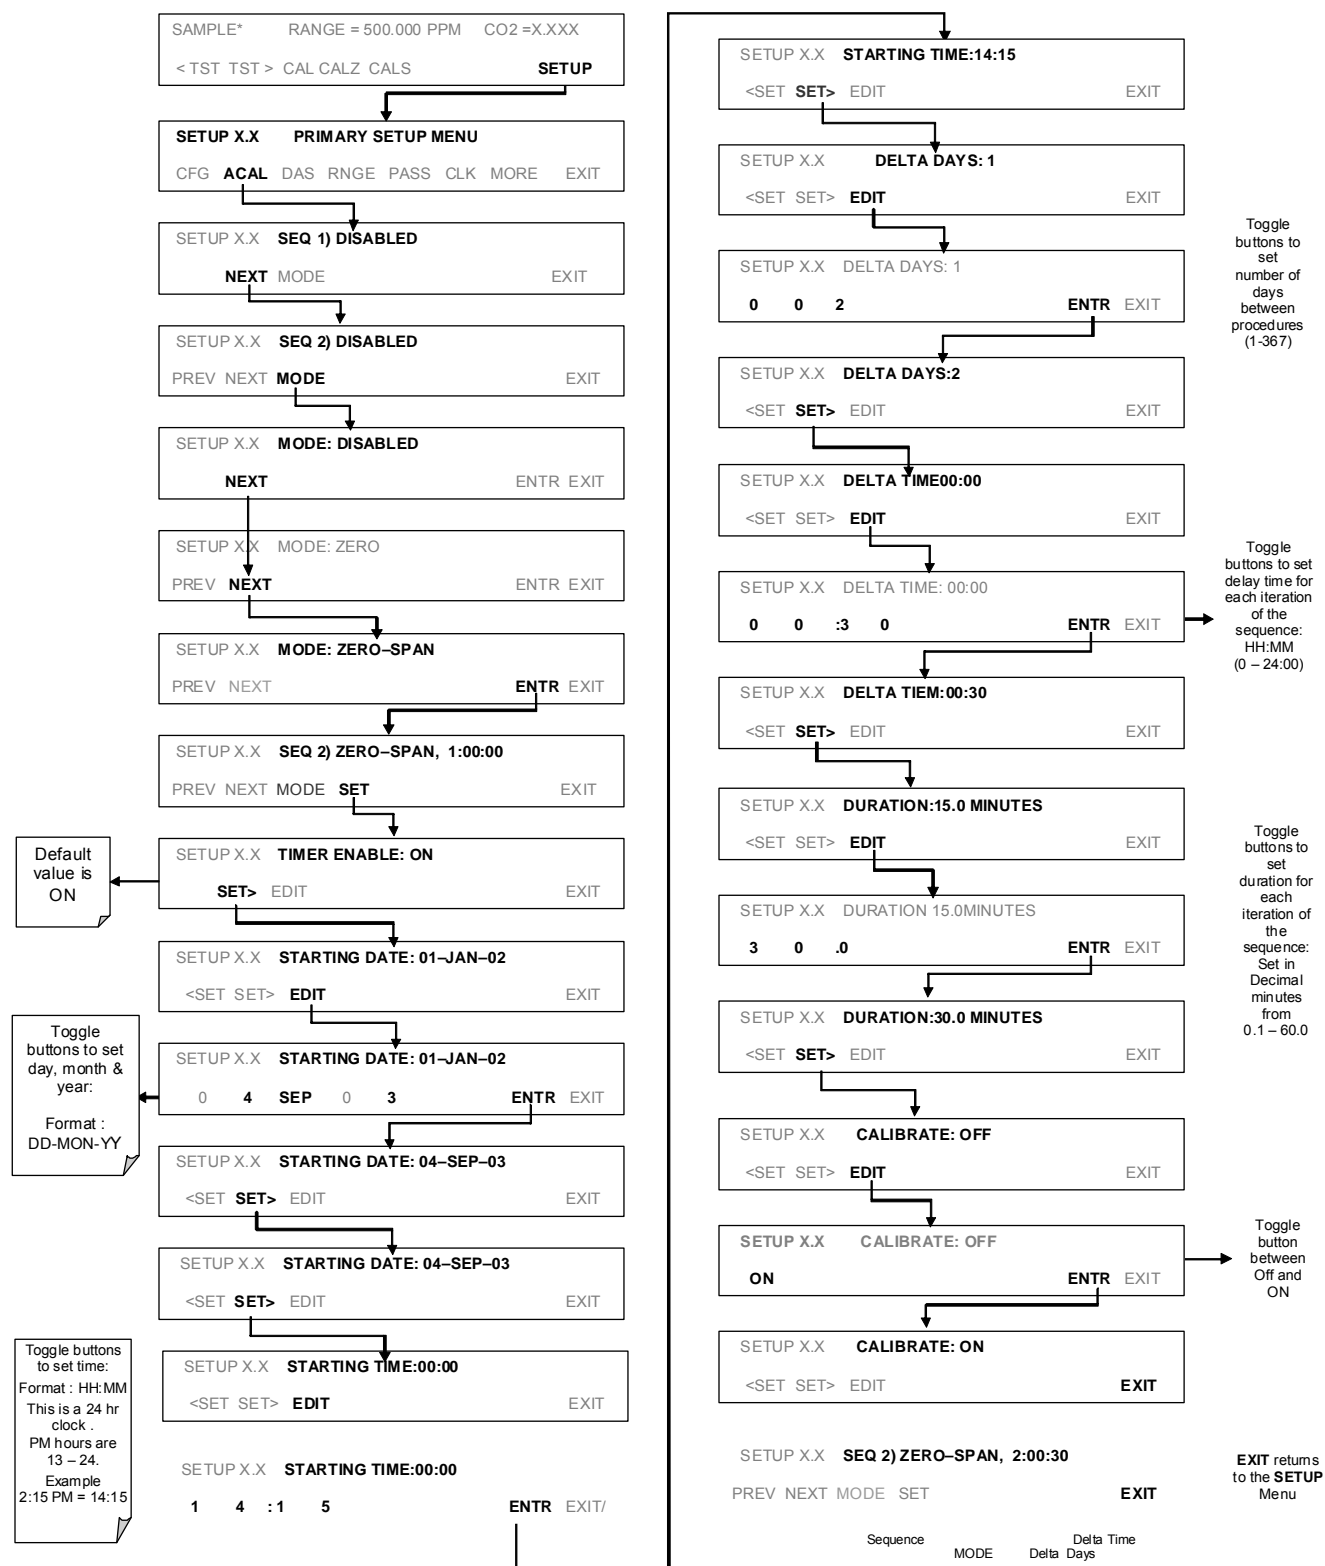 SAMPLE* RANGE = 500.000 PPM CO2 =X.XXX
< TST TST > CAL CALZ CALS SETUP
SETUP X.X PRIMARY SETUP MENU
CFG ACAL DAS RNGE PASS CLK MORE EXIT
SETUP X.X SEQ 1) DISABLED
NEXT MODE EXIT
SETUP X.X SEQ 2) DISABLED
PREV NEXT MODE EXIT
SETUP X.X MODE: DISABLED
NEXT ENTR EXIT
SETUP X.X MODE: ZERO
PREV NEXT ENTR EXIT
SETUP X.X MODE: ZERO–SPAN
PREV NEXT ENTR EXIT
SETUP X.X SEQ 2) ZERO–SPAN, 1:00:00
PREV NEXT MODE SET EXIT
Default
value is
ON
SETUP X.X TIMER ENABLE: ON
SET> EDIT EXIT
SETUP X.X STARTING DATE: 01–JAN–02
<SET SET> EDIT EXIT
Toggle
buttons to set
day, month &
year:
Format :
DD-MON-YY
SETUP X.X STARTING DATE: 01–JAN–02
0 4 SEP 0 3 ENTR EXIT
SETUP X.X STARTING DATE: 04–SEP–03
<SET SET> EDIT EXIT
SETUP X.X STARTING DATE: 04–SEP–03
<SET SET> EDIT EXIT
Toggle buttons
to set time:
Format : HH:MM
This is a 24 hr
clock .
PM hours are
13 – 24.
Example
2:15 PM = 14:15
SETUP X.X STARTING TIME:00:00
<SET SET> EDIT EXIT
SETUP X.X STARTING TIME:00:00
1 4 :1 5 ENTR EXIT/
SETUP X.X STARTING TIME:14:15
<SET SET> EDIT EXIT
SETUP X.X DELTA DAYS: 1
<SET SET> EDIT EXIT
SETUP X.X DELTA DAYS: 1
0 0 2 ENTR EXIT
Toggle
buttons to
set
number of
days
between
procedures
(1-367)
SETUP X.X DELTA DAYS:2
<SET SET> EDIT EXIT
SETUP X.X DELTA TIME00:00
<SET SET> EDIT EXIT
SETUP X.X DELTA TIME: 00:00
0 0 :3 0 ENTR EXIT
Toggle
buttons to set
delay time for
each iteration
of the
sequence:
HH:MM
(0 – 24:00)
SETUP X.X DELTA TIEM:00:30
<SET SET> EDIT EXIT
SETUP X.X DURATION:15.0 MINUTES
<SET SET> EDIT EXIT
SETUP X.X DURATION 15.0MINUTES
3 0 .0 ENTR EXIT
Toggle
buttons to
set
duration for
each
iteration of
the
sequence:
Set in
Decimal
minutes
from
0.1 – 60.0
SETUP X.X DURATION:30.0 MINUTES
<SET SET> EDIT EXIT
SETUP X.X CALIBRATE: OFF
<SET SET> EDIT EXIT
SETUP X.X CALIBRATE: OFF
ON ENTR EXIT
Toggle
button
between
Off and
ON
SETUP X.X CALIBRATE: ON
<SET SET> EDIT EXIT
SETUP X.X SEQ 2) ZERO–SPAN, 2:00:30
PREV NEXT MODE SET EXIT
EXIT returns
to the SETUP
Menu
Sequence Delta Time
MODE Delta Days